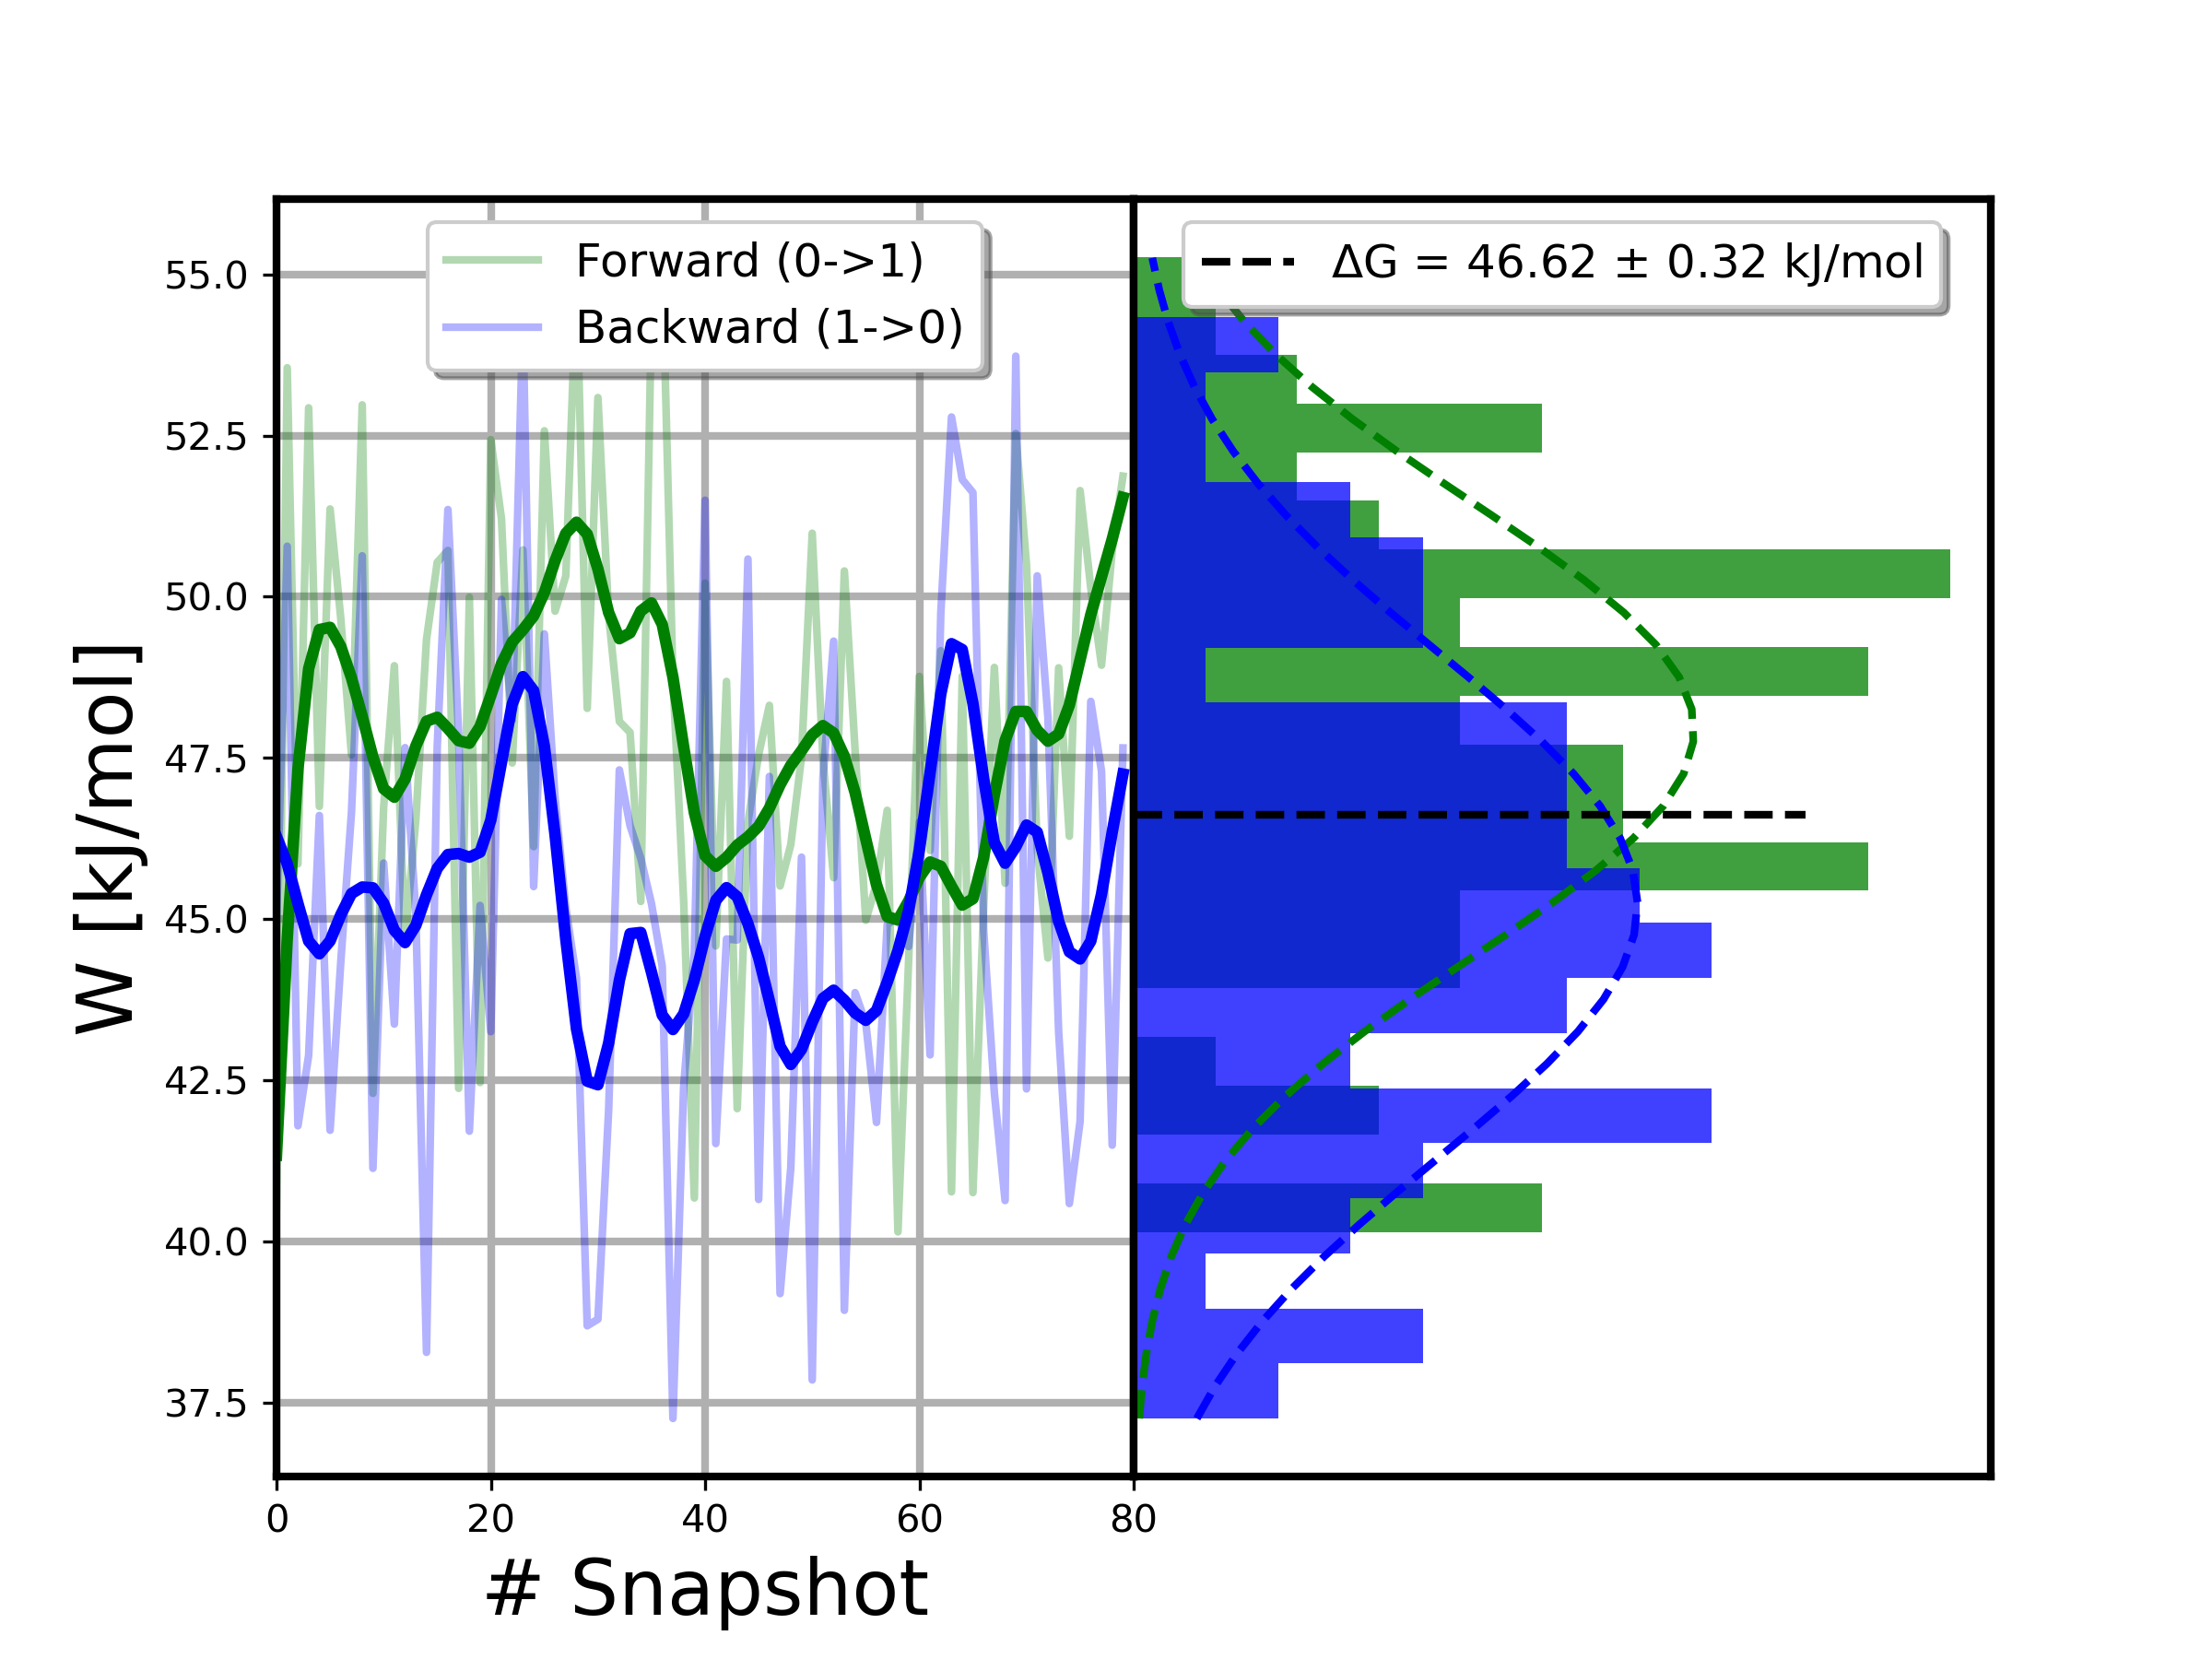 Forward (0->1)
Backward (1->0)
ΔG = 46.62 ± 0.32 kJ/mol
55.0
52.5
50.0
47.5
45.0
42.5
40.0
37.5
W [kJ/mol]
0 20 40 60 80
# Snapshot